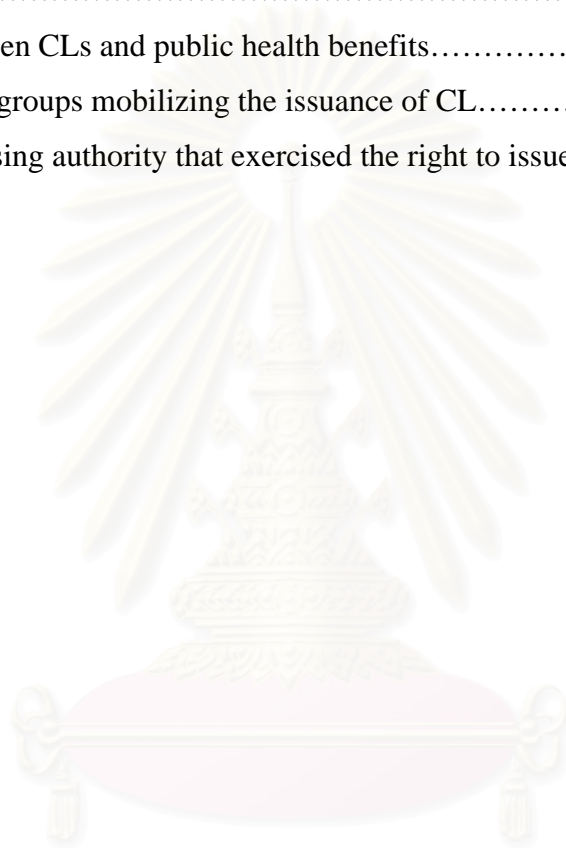 en CLs and public health benefits…………
groups mobilizing the issuance of CL………
sing authority that exercised the right to issue